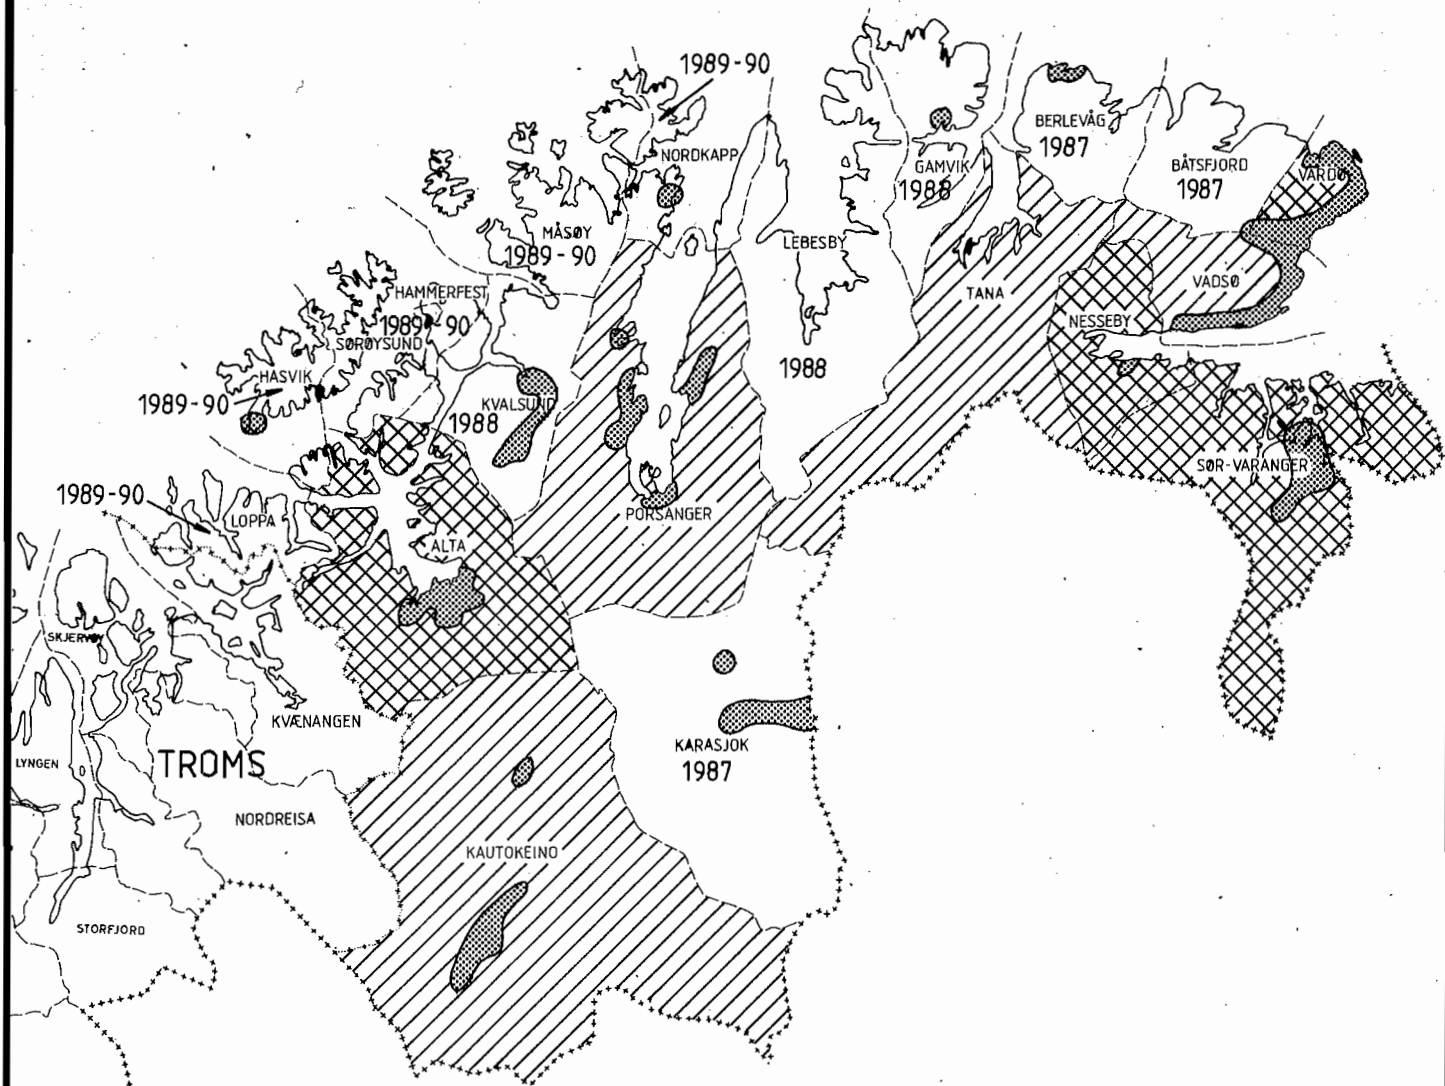 1989-90
NORDKAPP
BERLEVÅG
1987
GAMVIK
1988
BÅTSFJORD
1987
VARDØ
MÅSØY
1989-90
LEBESBY
1988
TANA
VADSØ
NESSEBY
HAMMERFEST
1989-90
SØRØYSUND
HASVIK
1989-90
KVALSUND
1988
SØR-VARANGER
1989-90
LOPPA
ALTA
PORSANGER
SKJERVØY
KVÆNANGEN
LYNGEN
TROMS
NORDREISA
KARASJOK
1987
KAUTOKEINO
STORFJORD